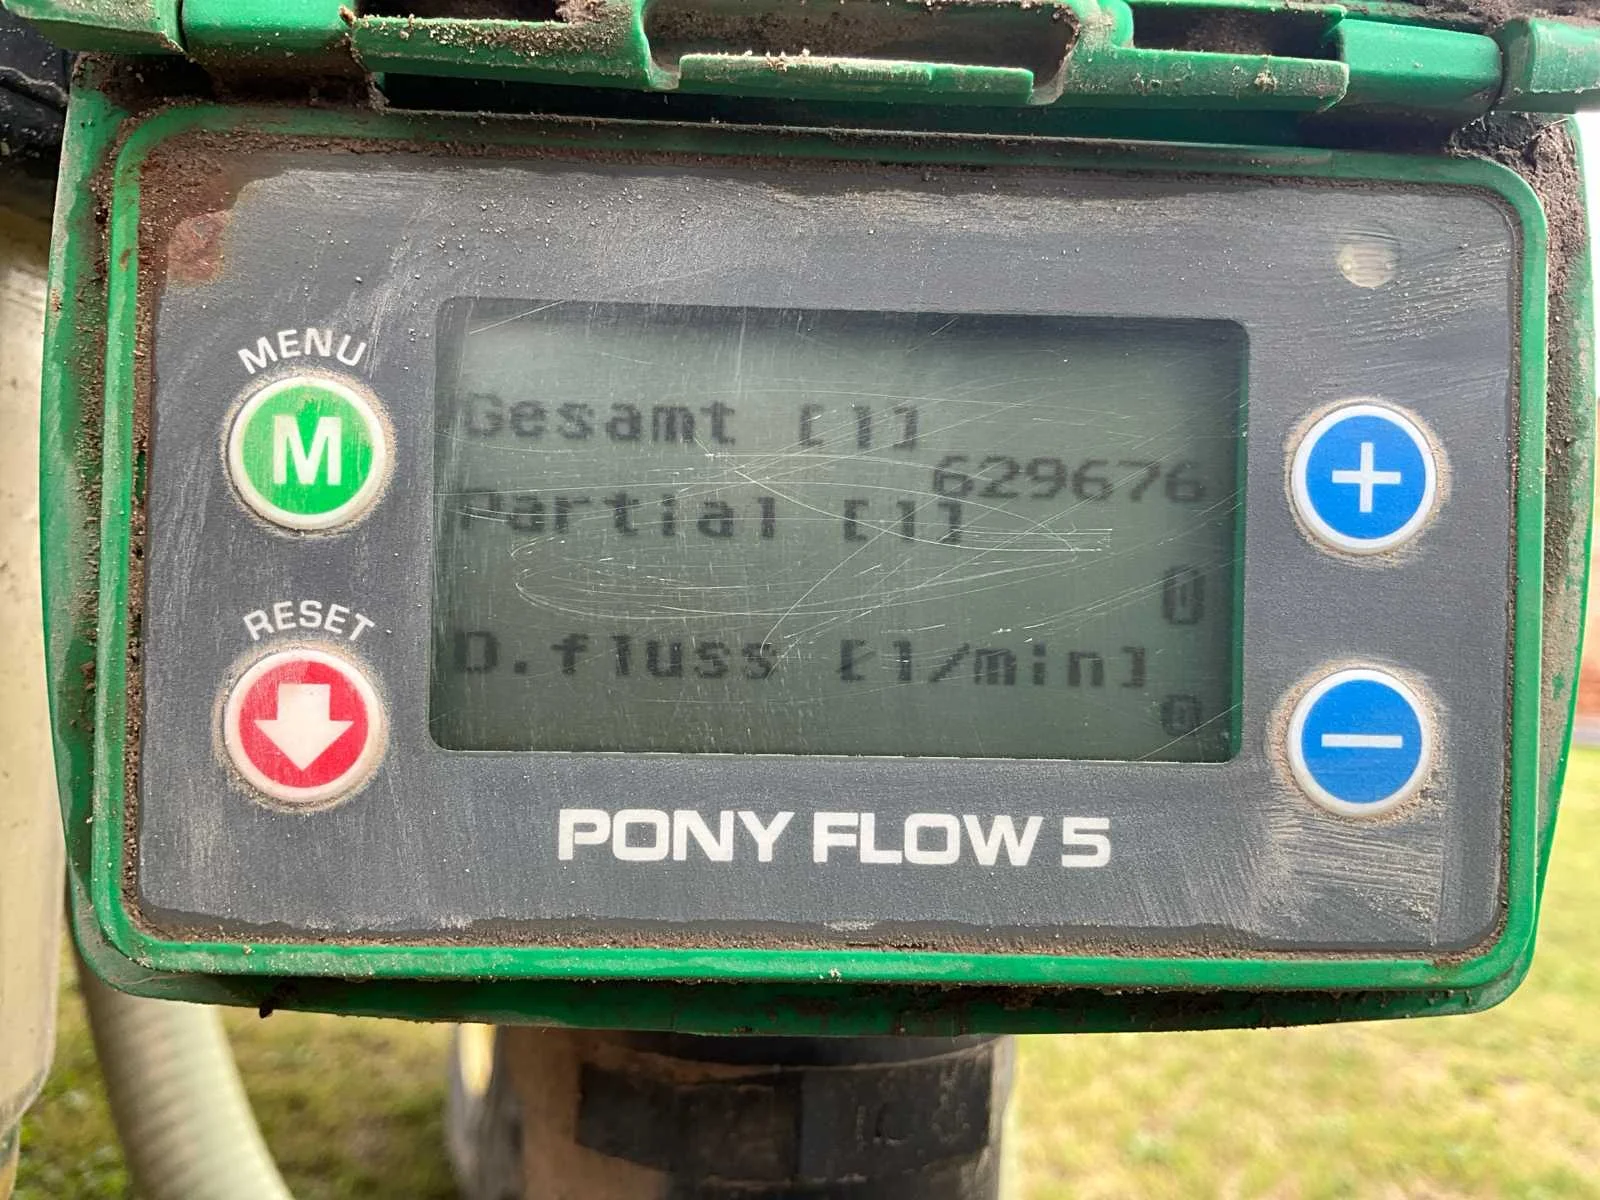 MENU
M
Gesamt [l]
629676
Partial [l]
0
D.fluss [l/min]
0
+
RESET
−
PONY FLOW 5